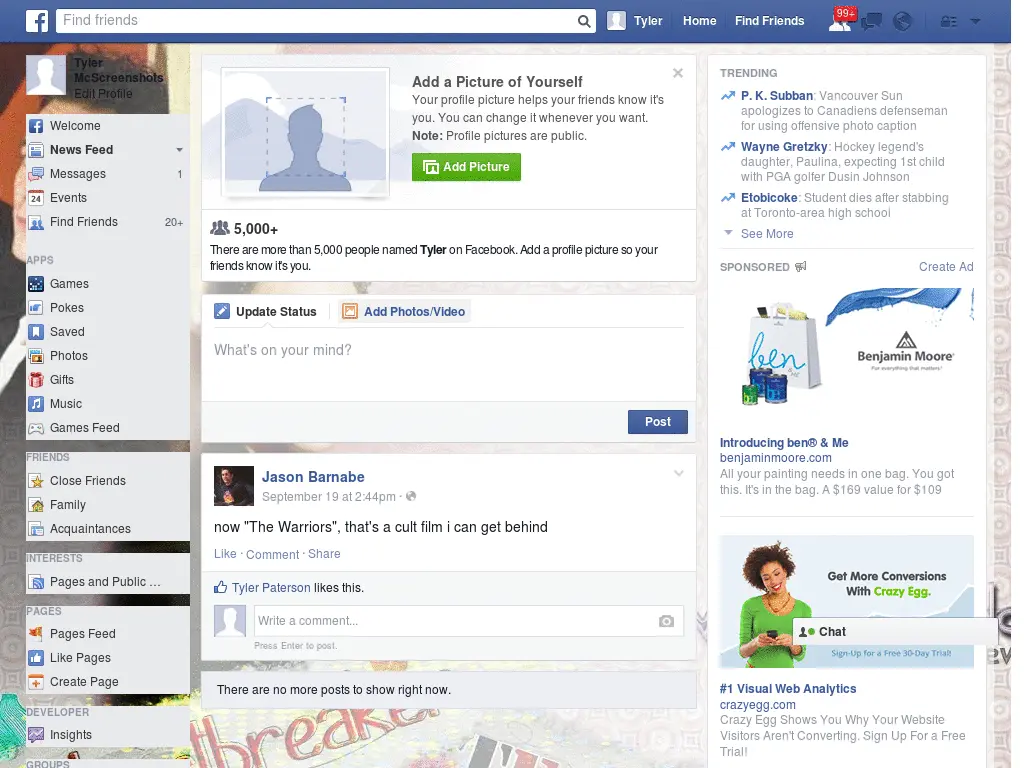 Find friends
Tyler
Home
Find Friends
99+
Tyler
McScreenshots
Edit Profile
Welcome
News Feed
Messages 1
24 Events
Find Friends 20+
APPS
Games
Pokes
Saved
Photos
Gifts
Music
Games Feed
FRIENDS
Close Friends
Family
Acquaintances
INTERESTS
Pages and Public ...
PAGES
Pages Feed
Like Pages
Create Page
DEVELOPER
Insights
GROUPS
Add a Picture of Yourself
Your profile picture helps your friends know it's
you. You can change it whenever you want.
Note: Profile pictures are public.
Add Picture
5,000+
There are more than 5,000 people named Tyler on Facebook. Add a profile picture so your
friends know it's you.
Update Status
Add Photos/Video
What's on your mind?
Post
Jason Barnabe
September 19 at 2:44pm ·
now "The Warriors", that's a cult film i can get behind
Like · Comment · Share
Tyler Paterson likes this.
Write a comment...
Press Enter to post.
There are no more posts to show right now.
tbreaker
TRENDING
P. K. Subban: Vancouver Sun
apologizes to Canadiens defenseman
for using offensive photo caption
Wayne Gretzky: Hockey legend's
daughter, Paulina, expecting 1st child
with PGA golfer Dusin Johnson
Etobicoke: Student dies after stabbing
at Toronto-area high school
See More
SPONSORED
Create Ad
ben
& ME
Benjamin Moore®
For everything that matters!
Introducing ben® & Me
benjaminmoore.com
All your painting needs in one bag. You got
this. It's in the bag. A $169 value for $109
Get More Conversions
With Crazy Egg.
Chat
Sign-Up for a Free 30-Day Trial!
#1 Visual Web Analytics
crazyegg.com
Crazy Egg Shows You Why Your Website
Visitors Aren't Converting. Sign Up For a Free
Trial!